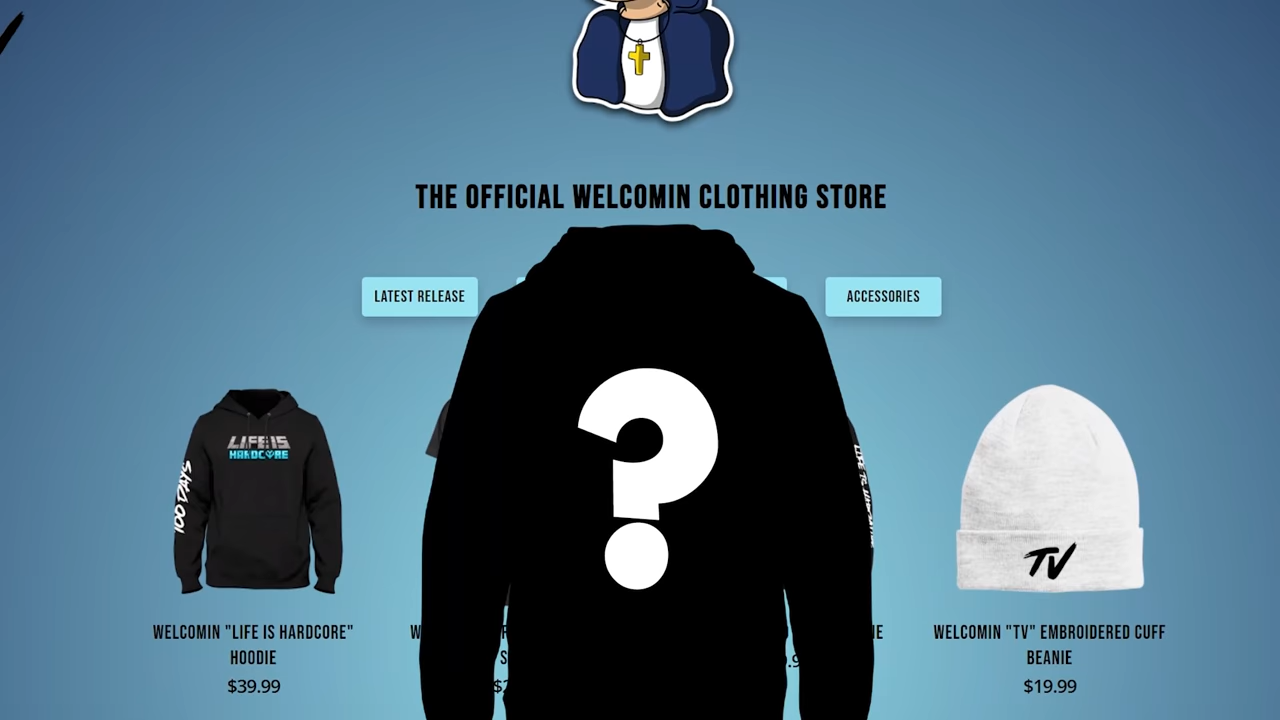 THE OFFICIAL WELCOMIN CLOTHING STORE
LATEST RELEASE
ACCESSORIES
LIFE IS
HARDCORE
100 DAYS
?
TV
WELCOMIN "LIFE IS HARDCORE"
HOODIE
$39.99
WELCOMIN "TV" EMBROIDERED CUFF
BEANIE
$19.99